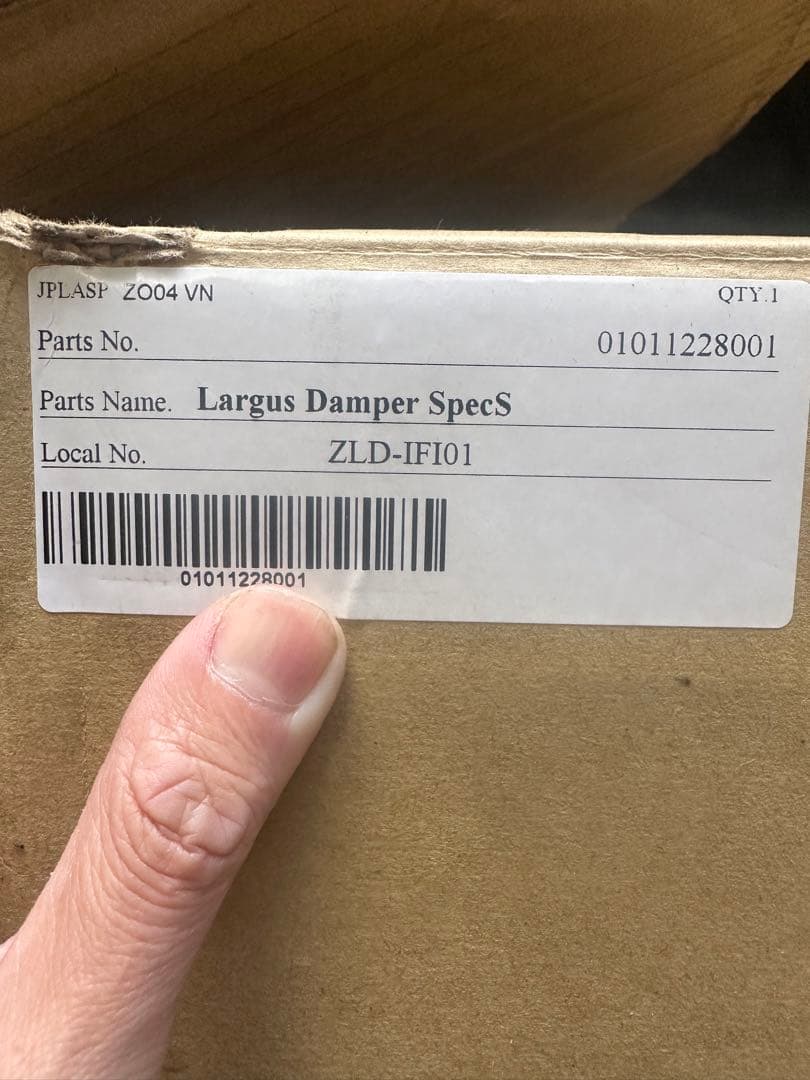 JPLASP ZO04 VN QTY.1
Parts No. 01011228001
Parts Name. Largus Damper SpecS
Local No. ZLD-IFI01
01011228001